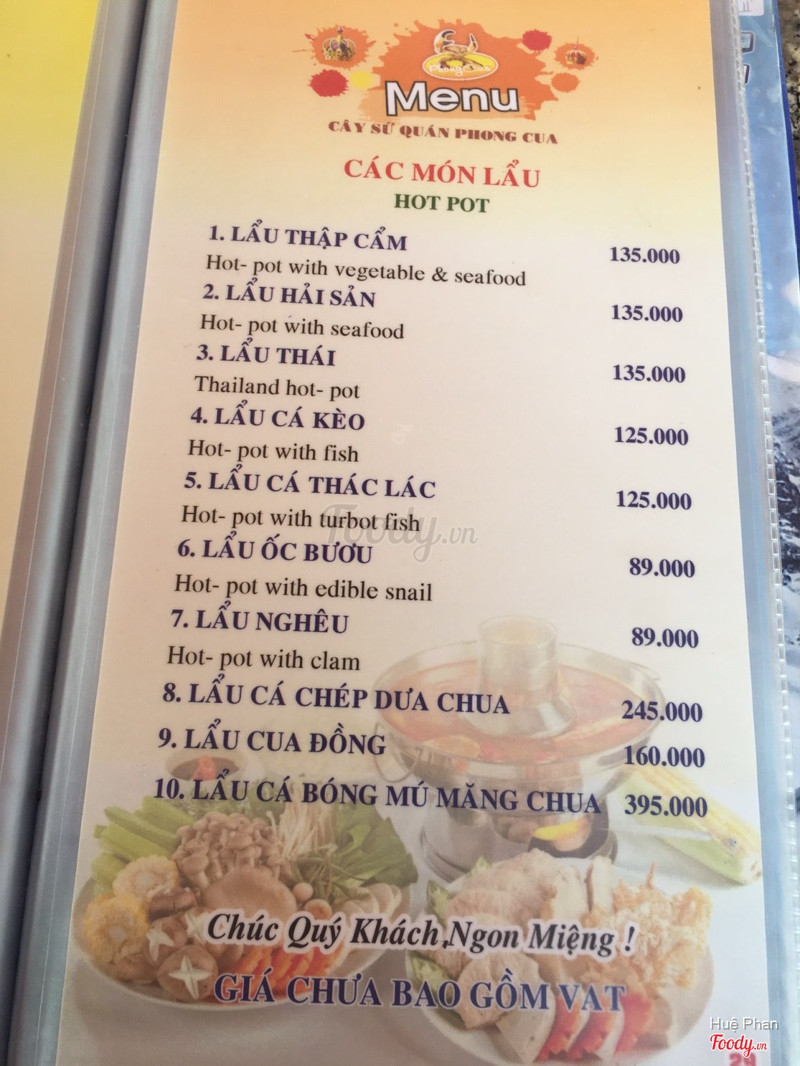 Phong Cua
Menu
CÂY SỨ QUÁN PHONG CUA
CÁC MÓN LẨU
HOT POT
1. LẨU THẬP CẨM 135.000
Hot- pot with vegetable & seafood
2. LẨU HẢI SẢN 135.000
Hot- pot with seafood
3. LẨU THÁI 135.000
Thailand hot- pot
4. LẨU CÁ KÈO 125.000
Hot- pot with fish
5. LẨU CÁ THÁC LÁC 125.000
Hot- pot with turbot fish
6. LẨU ỐC BƯƠU 89.000
Hot- pot with edible snail
7. LẨU NGHÊU 89.000
Hot- pot with clam
8. LẨU CÁ CHÉP DƯA CHUA 245.000
9. LẨU CUA ĐỒNG 160.000
10. LẨU CÁ BÓNG MÚ MĂNG CHUA 395.000
Chúc Quý Khách Ngon Miệng !
GIÁ CHƯA BAO GỒM VAT
Foody.vn
Huệ Phan
Foody.vn